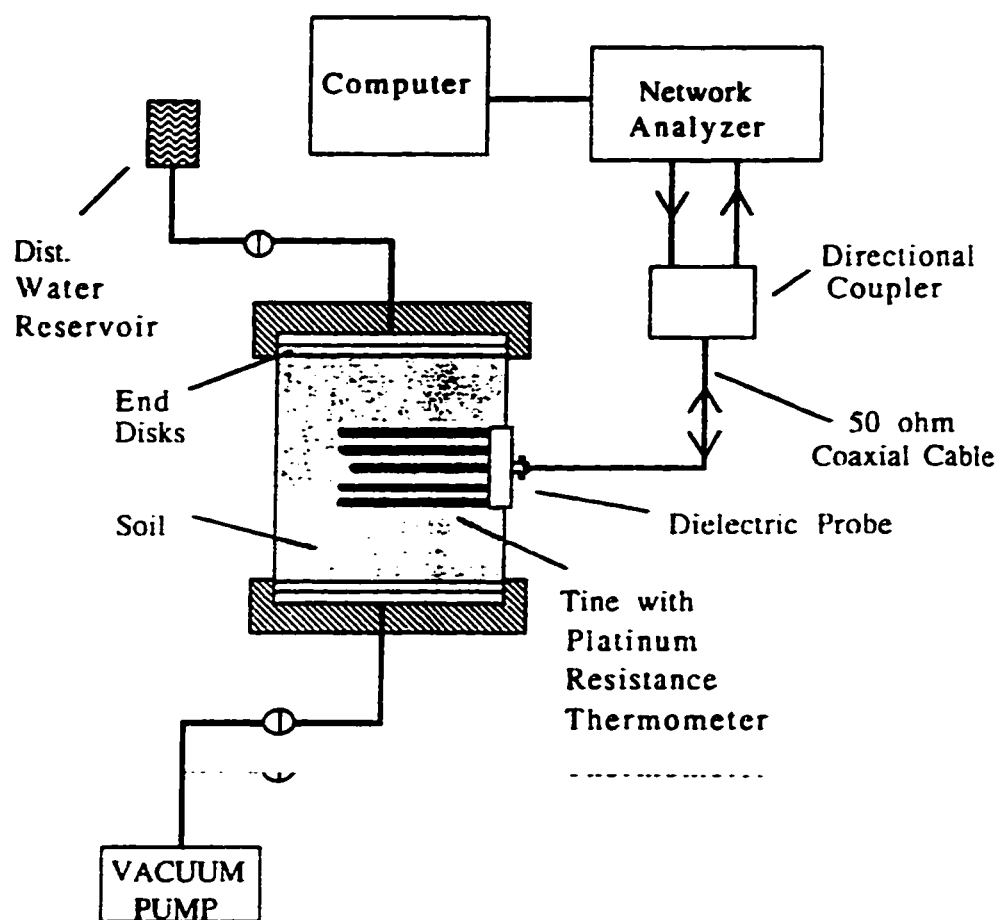 Computer
Network
Analyzer
Dist.
Water
Reservoir
Directional
Coupler
End
Disks
50 ohm
Coaxial Cable
Soil
Dielectric Probe
Tine with
Platinum
Resistance
Thermometer
VACUUM
PUMP